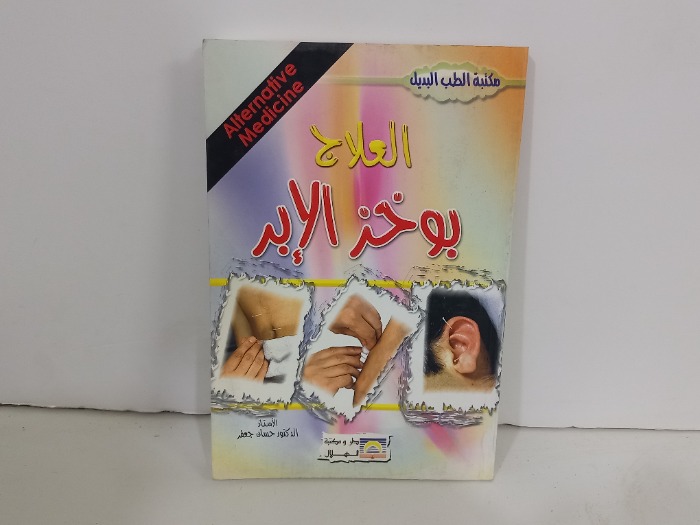 Alternative
Medicine
مكتبة الطب البديل
العلاج
بوخز الإبر
الأستاذ
الدكتور حسان جعفر
دار ومكتبة
الهلال